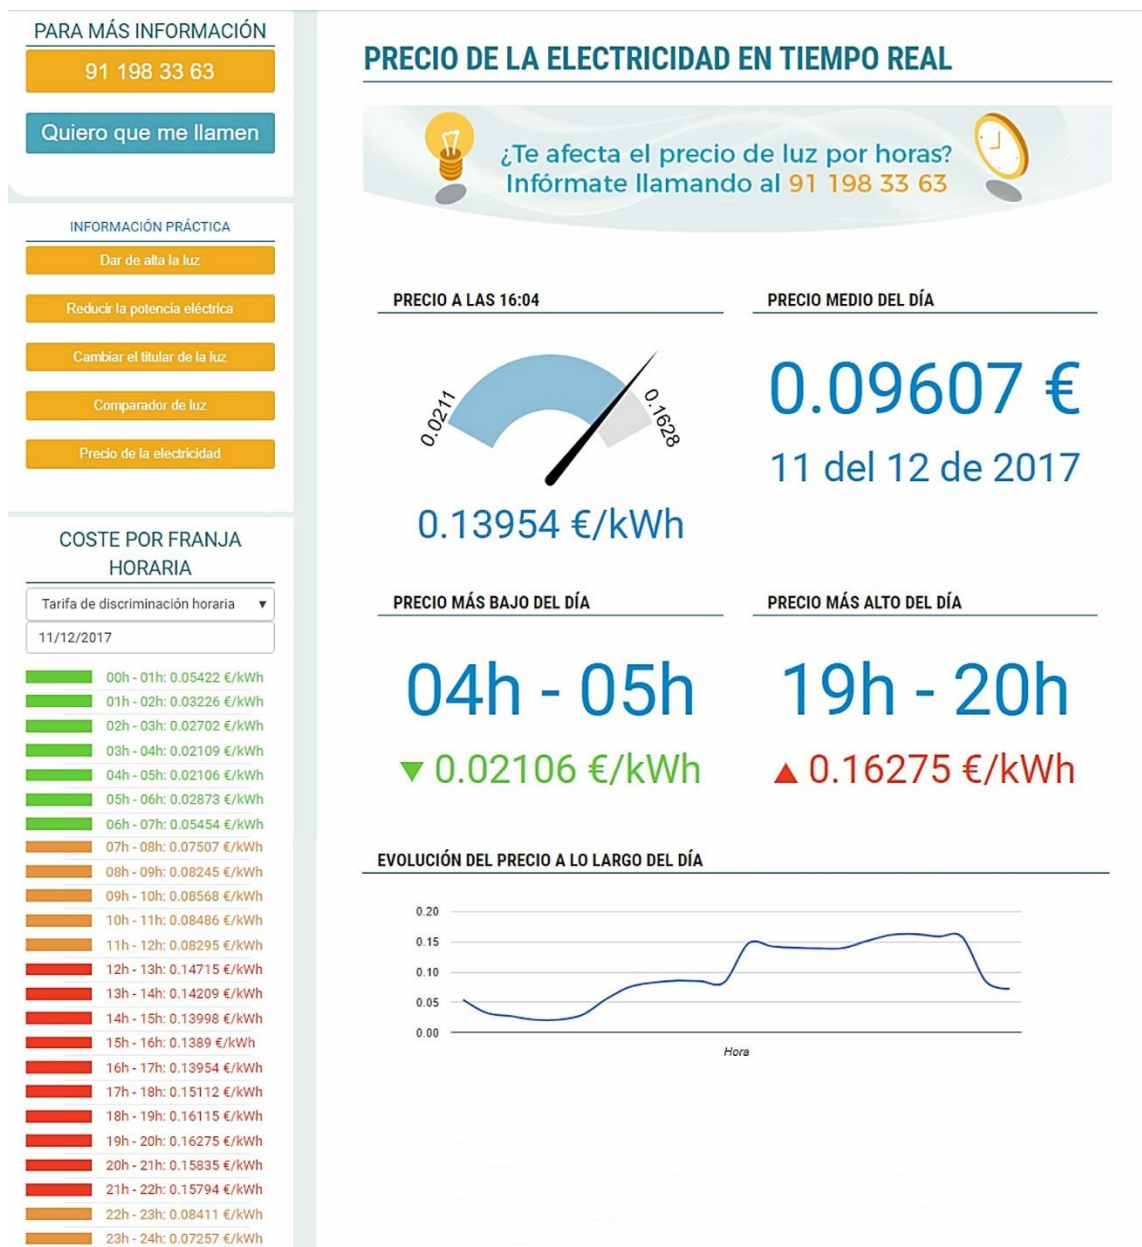 PARA MÁS INFORMACIÓN
91 198 33 63
Quiero que me llamen
INFORMACIÓN PRÁCTICA
Dar de alta la luz
Reducir la potencia eléctrica
Cambiar el titular de la luz
Comparador de luz
Precio de la electricidad
COSTE POR FRANJA
HORARIA
Tarifa de discriminación horaria
11/12/2017
00h - 01h: 0.05422 €/kWh
01h - 02h: 0.03226 €/kWh
02h - 03h: 0.02702 €/kWh
03h - 04h: 0.02109 €/kWh
04h - 05h: 0.02106 €/kWh
05h - 06h: 0.02873 €/kWh
06h - 07h: 0.05454 €/kWh
07h - 08h: 0.07507 €/kWh
08h - 09h: 0.08245 €/kWh
09h - 10h: 0.08568 €/kWh
10h - 11h: 0.08486 €/kWh
11h - 12h: 0.08295 €/kWh
12h - 13h: 0.14715 €/kWh
13h - 14h: 0.14209 €/kWh
14h - 15h: 0.13998 €/kWh
15h - 16h: 0.1389 €/kWh
16h - 17h: 0.13954 €/kWh
17h - 18h: 0.15112 €/kWh
18h - 19h: 0.16115 €/kWh
19h - 20h: 0.16275 €/kWh
20h - 21h: 0.15835 €/kWh
21h - 22h: 0.15794 €/kWh
22h - 23h: 0.08411 €/kWh
23h - 24h: 0.07257 €/kWh
PRECIO DE LA ELECTRICIDAD EN TIEMPO REAL
¿Te afecta el precio de luz por horas?
Infórmate llamando al 91 198 33 63
PRECIO A LAS 16:04
0.0211
0.1628
0.13954 €/kWh
PRECIO MEDIO DEL DÍA
0.09607 €
11 del 12 de 2017
PRECIO MÁS BAJO DEL DÍA
04h - 05h
▼ 0.02106 €/kWh
PRECIO MÁS ALTO DEL DÍA
19h - 20h
▲ 0.16275 €/kWh
EVOLUCIÓN DEL PRECIO A LO LARGO DEL DÍA
0.20
0.15
0.10
0.05
0.00
Hora